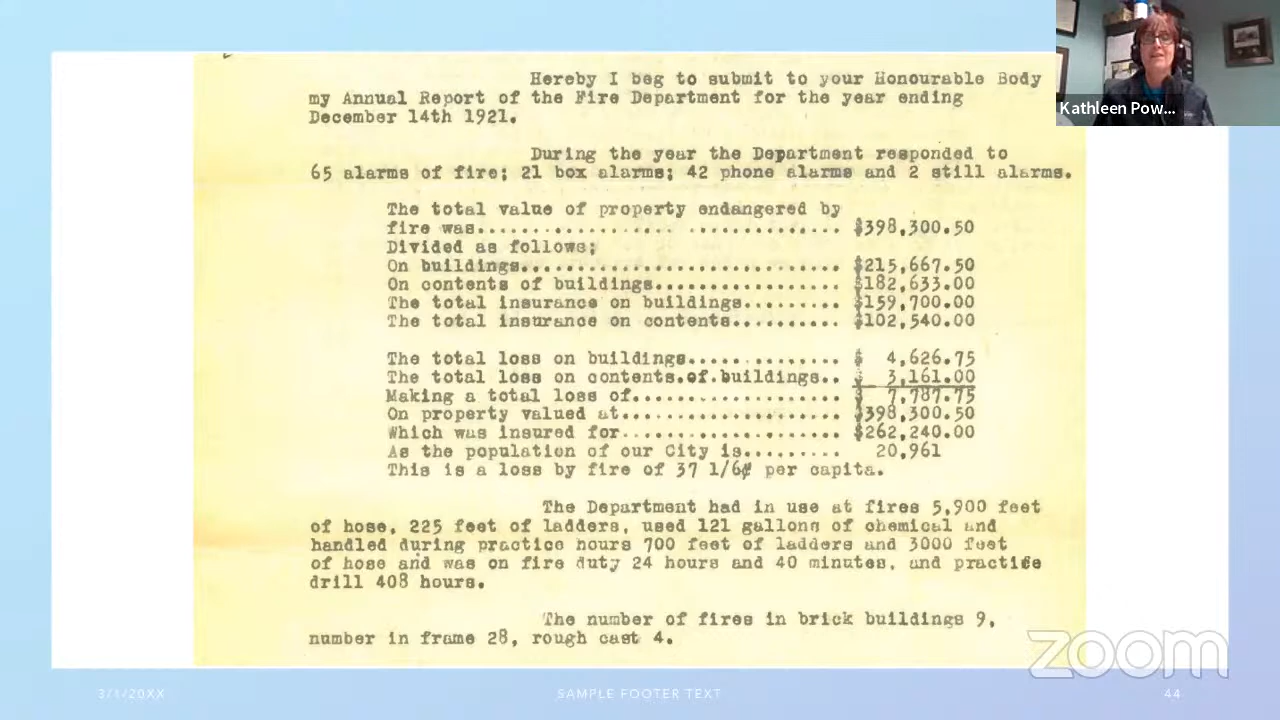 Hereby I beg to submit to your Honourable Body
my Annual Report of the Fire Department for the year ending
December 14th 1921.
During the year the Department responded to
65 alarms of fire; 21 box alarms; 42 phone alarms and 2 still alarms.
The total value of property endangered by
fire was.................. .................... $398,300.50
Divided as follows;
On buildings................................. $215,667.50
On contents of buildings................... $182,633.00
The total insurance on buildings......... $159,700.00
The total insurance on contents.......... $102,540.00
The total loss on buildings................ $ 4,626.75
The total loss on contents.of.buildings.. $ 3,161.00
Making a total loss of..................... $ 7,787.75
On property valued at...................... $398,300.50
Which was insured for...................... $262,240.00
As the population of our City is......... 20,961
This is a loss by fire of 37 1/6¢ per capita.
The Department had in use at fires 5,900 feet
of hose, 225 feet of ladders, used 121 gallons of chemical and
handled during practice hours 700 feet of ladders and 3000 feet
of hose and was on fire duty 24 hours and 40 minutes, and practise
drill 408 hours.
The number of fires in brick buildings 9,
number in frame 28, rough cast 4.
Kathleen Pow...
zoom
3/1/20XX
SAMPLE FOOTER TEXT
44